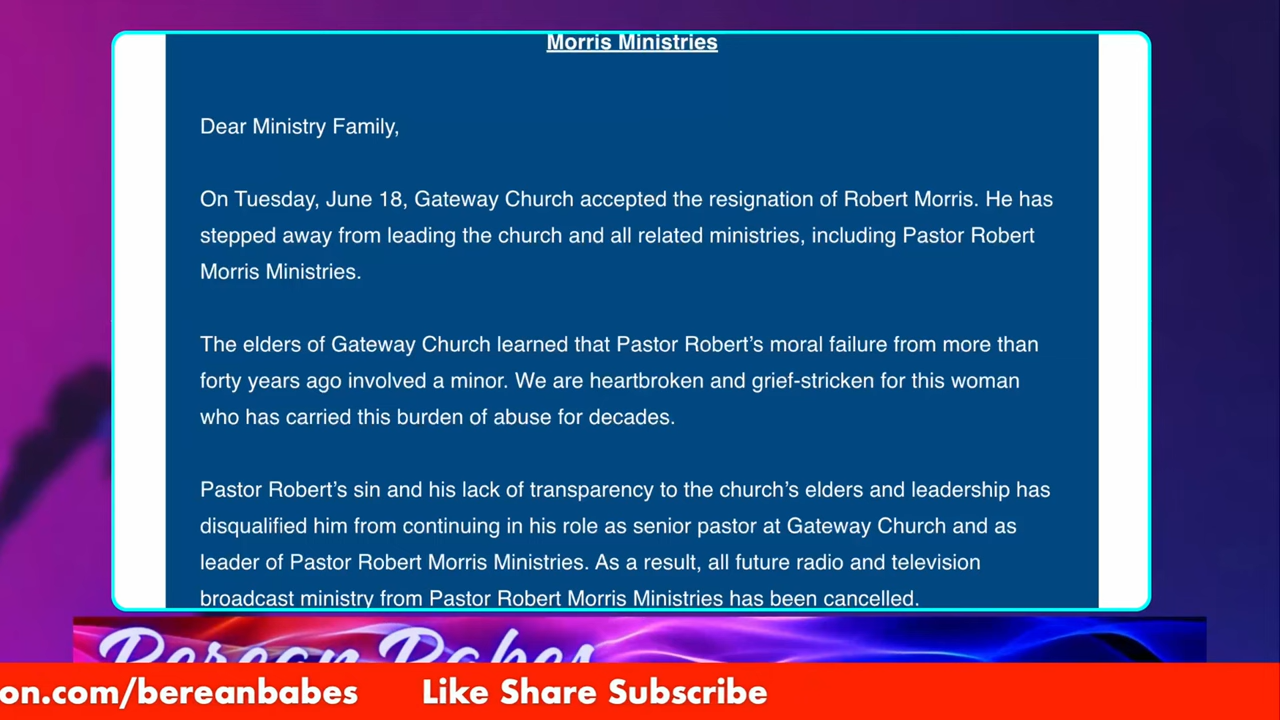 Morris Ministries
Dear Ministry Family,
On Tuesday, June 18, Gateway Church accepted the resignation of Robert Morris. He has
stepped away from leading the church and all related ministries, including Pastor Robert
Morris Ministries.
The elders of Gateway Church learned that Pastor Robert’s moral failure from more than
forty years ago involved a minor. We are heartbroken and grief-stricken for this woman
who has carried this burden of abuse for decades.
Pastor Robert’s sin and his lack of transparency to the church’s elders and leadership has
disqualified him from continuing in his role as senior pastor at Gateway Church and as
leader of Pastor Robert Morris Ministries. As a result, all future radio and television
broadcast ministry from Pastor Robert Morris Ministries has been cancelled.
Berean Babes
on.com/bereanbabes Like Share Subscribe